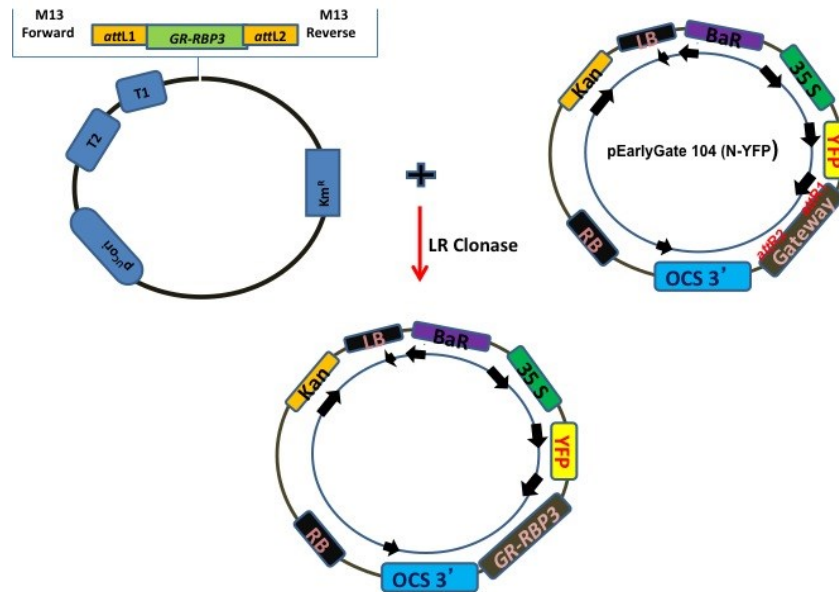 M13 Forward
attL1 GR-RBP3 attL2
M13 Reverse
T1
T2
pUCori
KmR
LR Clonase
LB
BaR
Kan
35 S
YFP
pEarlyGate 104 (N-YFP)
attR1
attR2
Gateway
RB
OCS 3’
LB
BaR
Kan
35 S
YFP
RB
GR-RBP3
OCS 3’